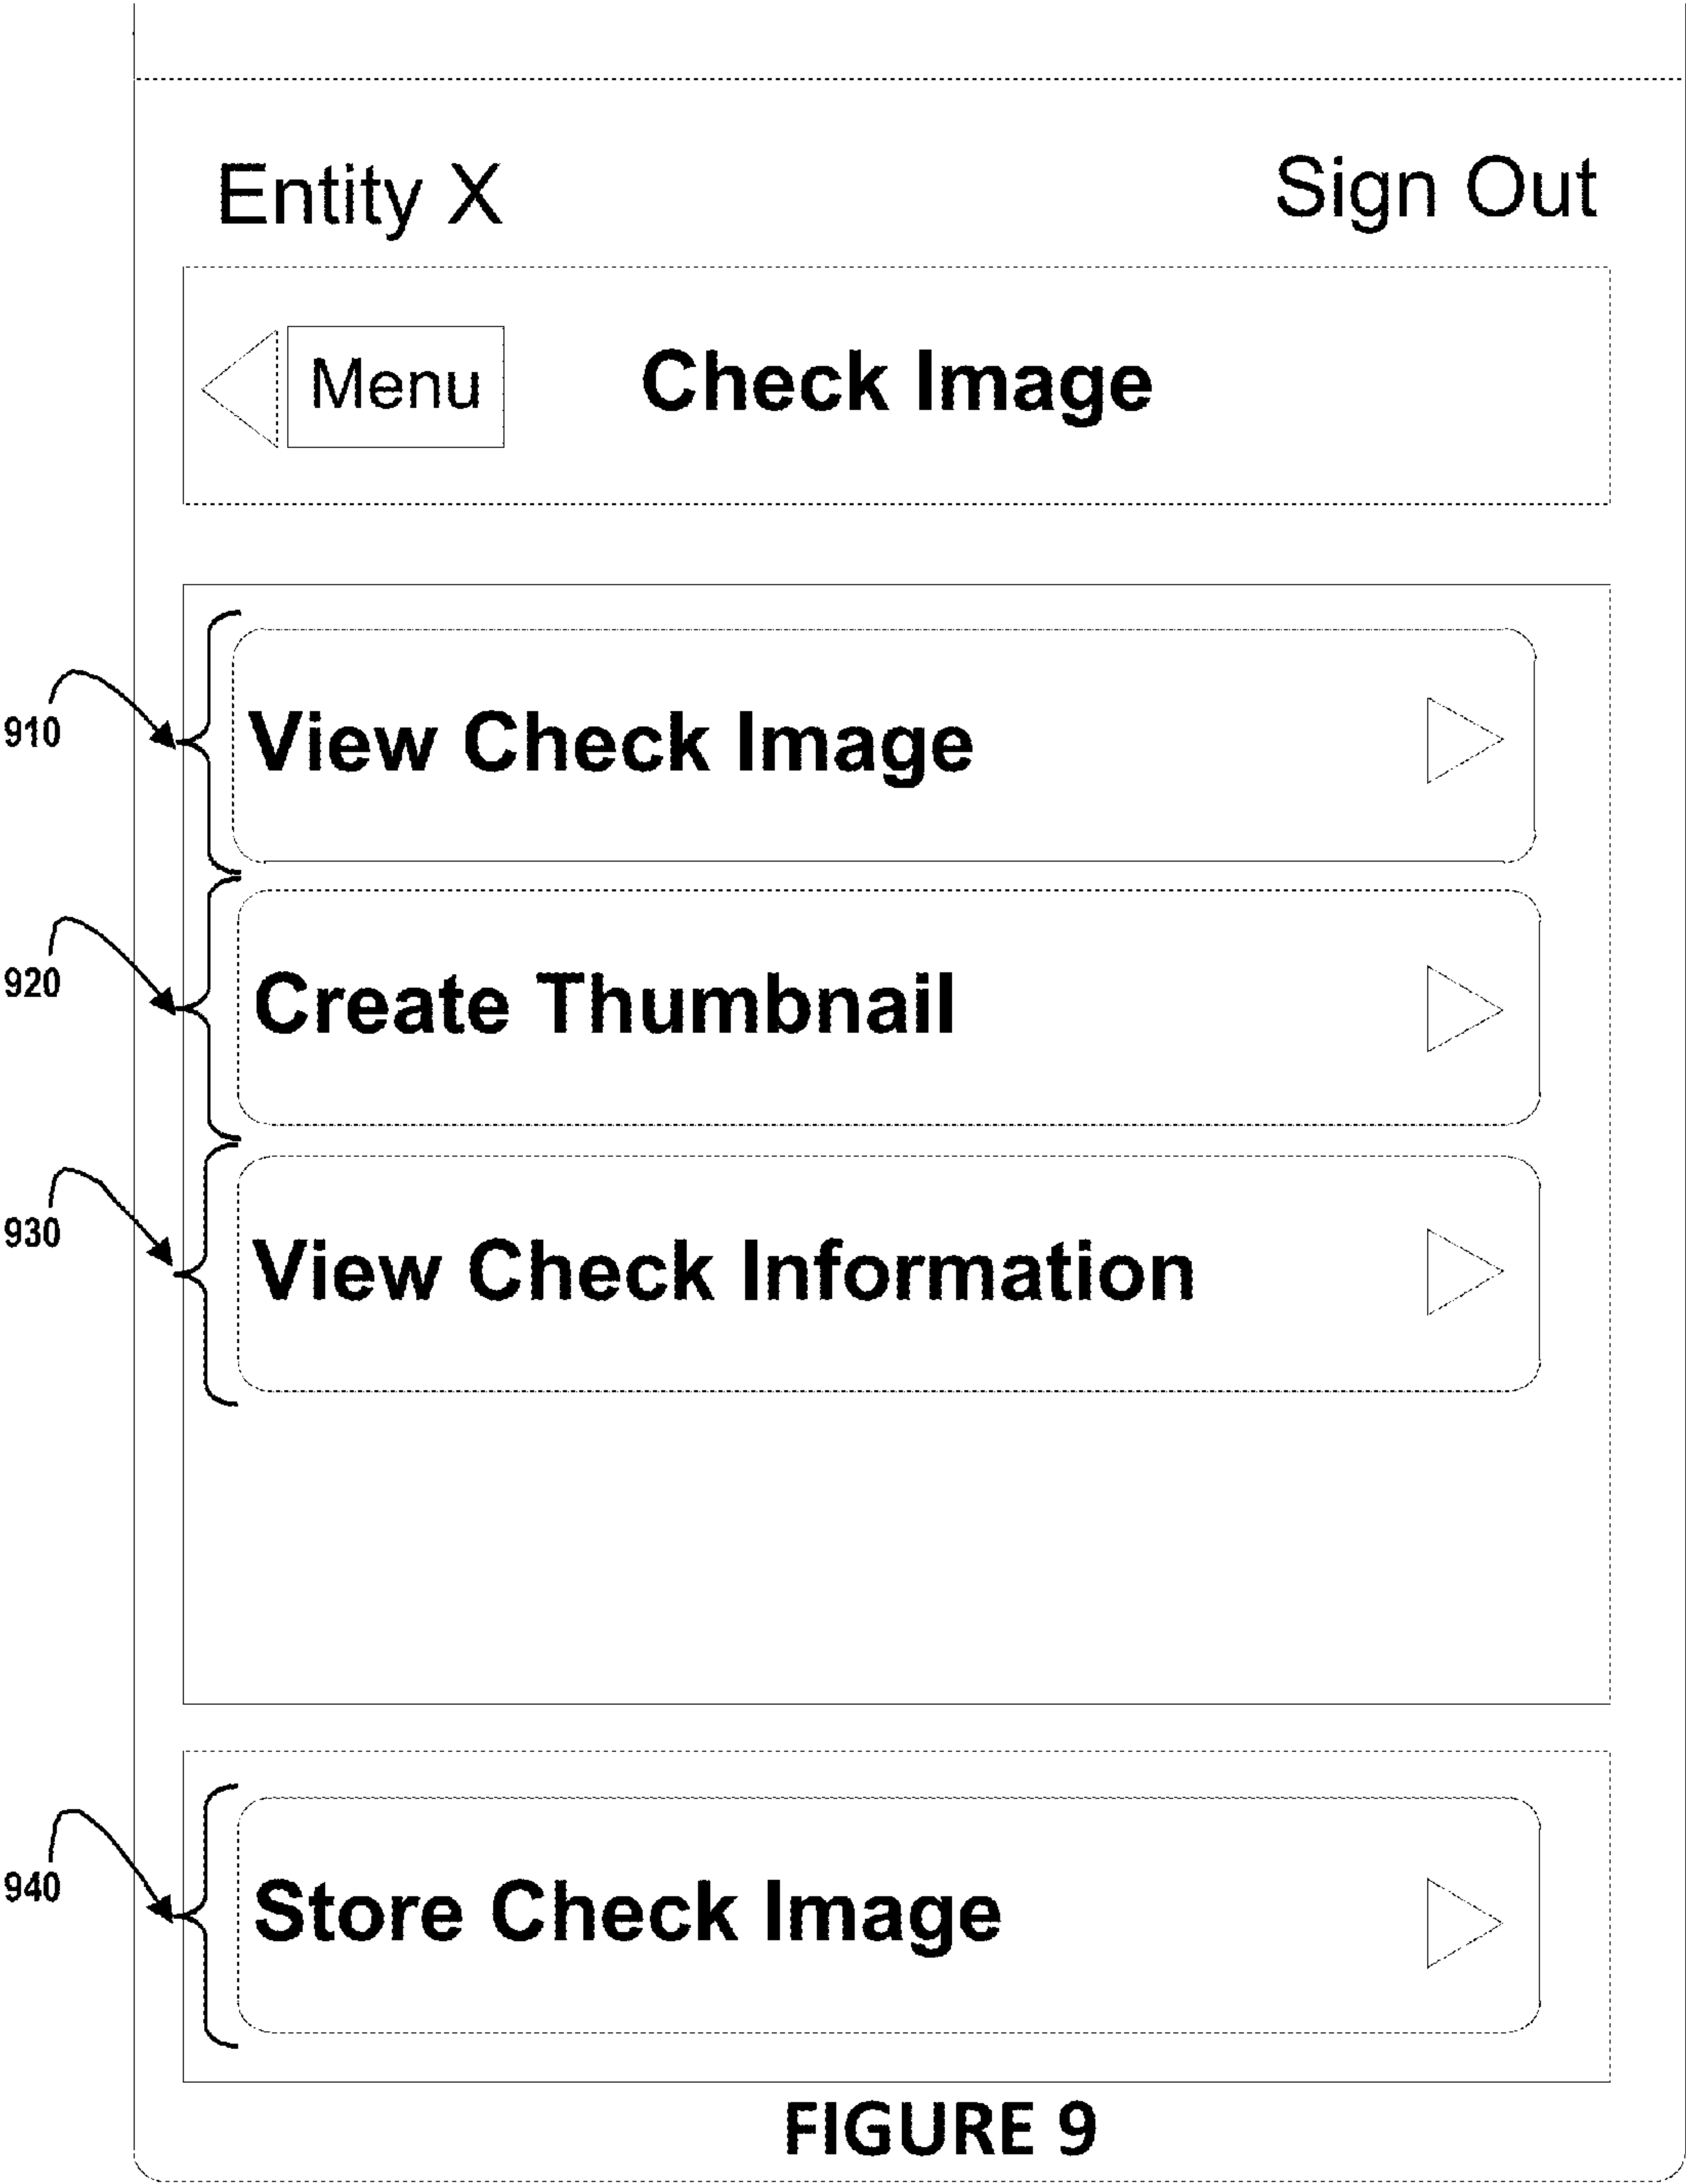 Entity X Sign Out
Menu Check Image
910 View Check Image
920 Create Thumbnail
930 View Check Information
940 Store Check Image
FIGURE 9